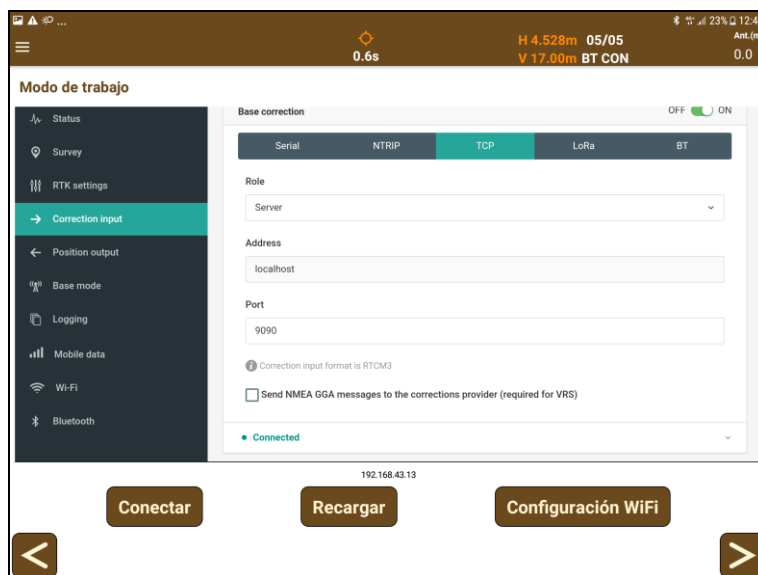 23% 12:4
H 4.528m 05/05 Ant.(m
0.6s V 17.00m BT CON 0.0
Modo de trabajo
Status
Survey
RTK settings
Correction input
Position output
Base mode
Logging
Mobile data
Wi-Fi
Bluetooth
Base correction OFF ON
Serial NTRIP TCP LoRa BT
Role
Server
Address
localhost
Port
9090
Correction input format is RTCM3
Send NMEA GGA messages to the corrections provider (required for VRS)
Connected
192.168.43.13
Conectar Recargar Configuración WiFi